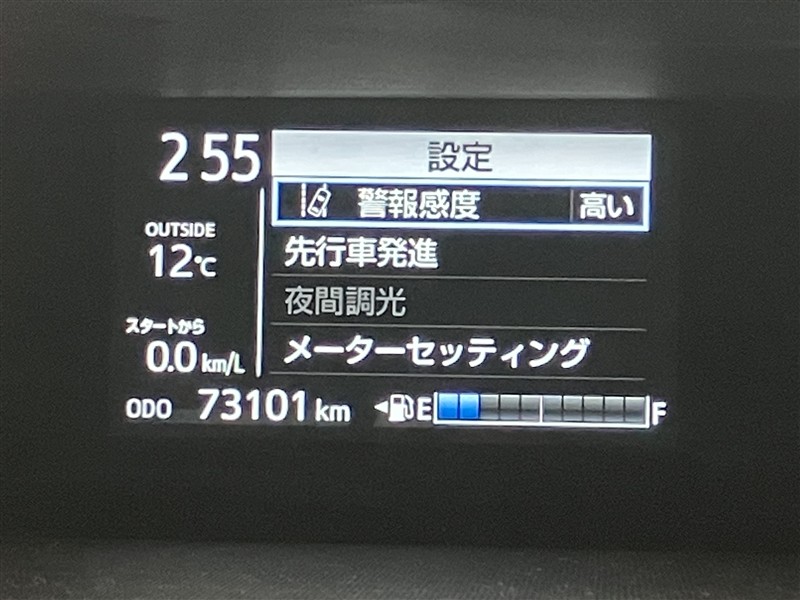 2 55
設定
警報感度 高い
OUTSIDE
12℃
先行車発進
夜間調光
スタートから
0.0 km/L
メーターセッティング
ODO 73101 km
E F